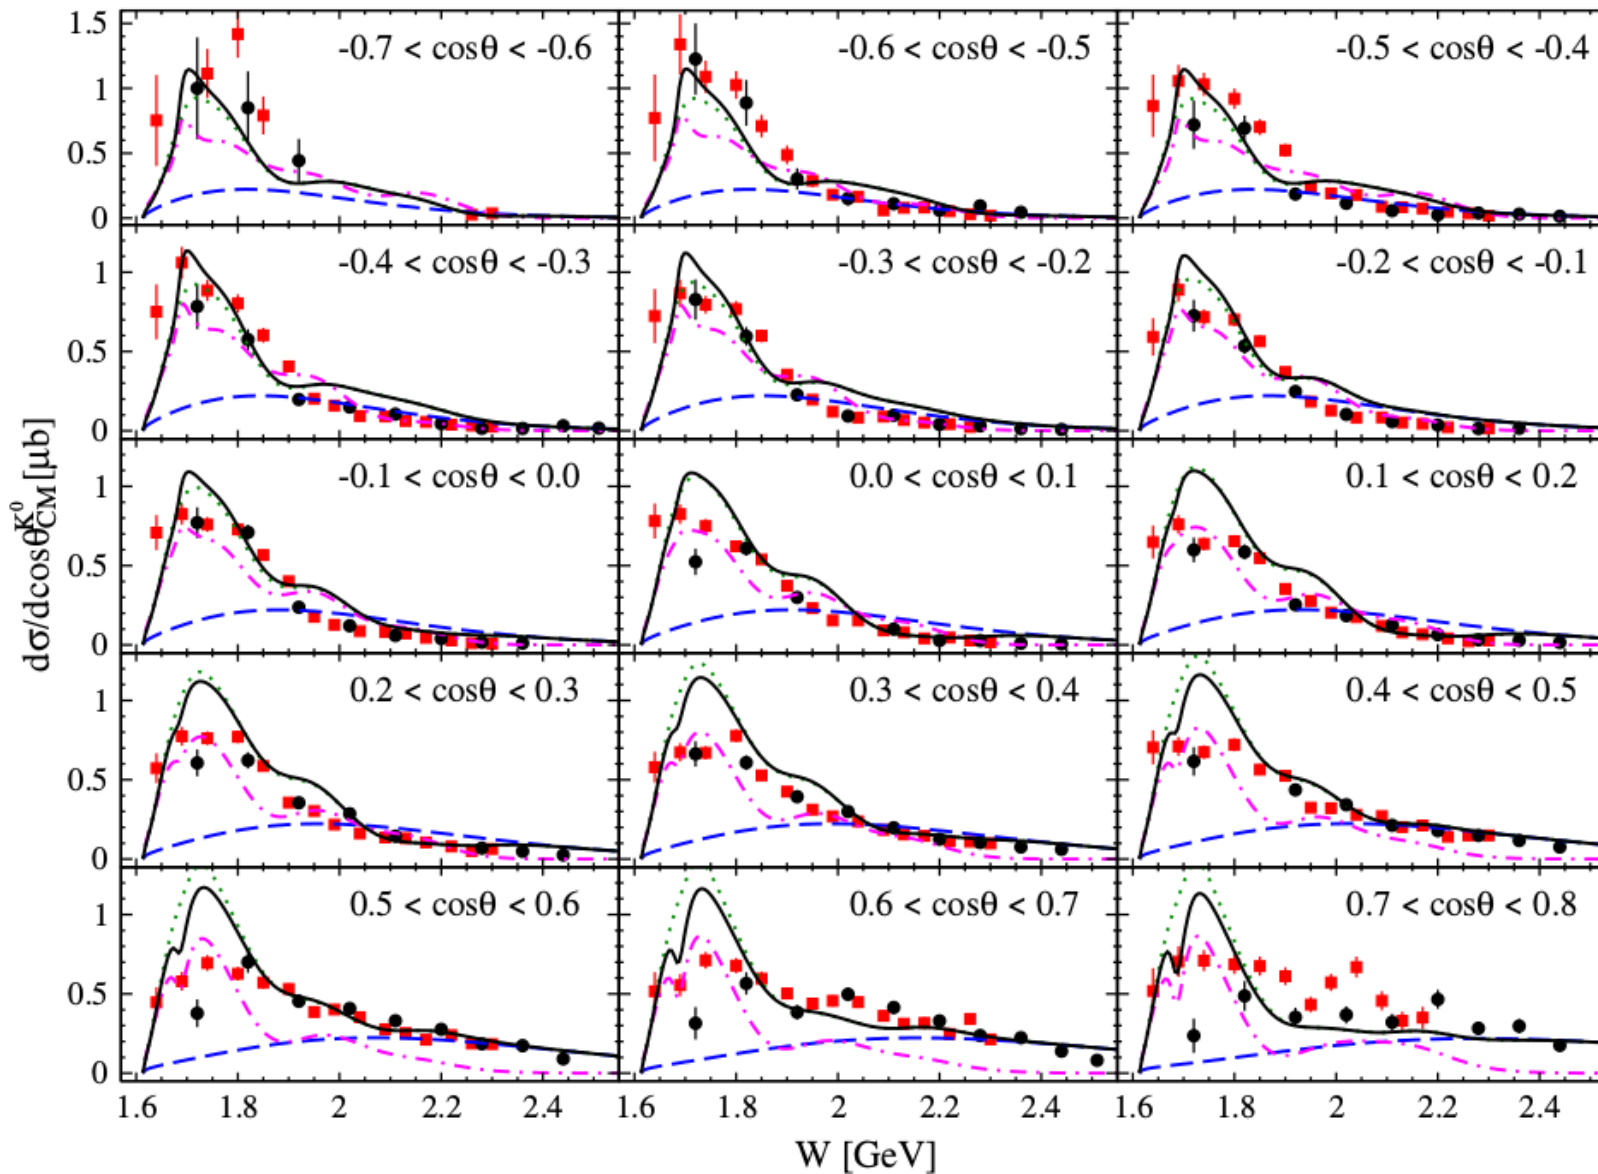 1.5
1
0.5
0
-0.7 < cosθ < -0.6
-0.6 < cosθ < -0.5
-0.5 < cosθ < -0.4
1
0.5
0
-0.4 < cosθ < -0.3
-0.3 < cosθ < -0.2
-0.2 < cosθ < -0.1
dσ/dcosθ^{K^0}_{CM}[μb]
1
0.5
0
-0.1 < cosθ < 0.0
0.0 < cosθ < 0.1
0.1 < cosθ < 0.2
1
0.5
0
0.2 < cosθ < 0.3
0.3 < cosθ < 0.4
0.4 < cosθ < 0.5
1
0.5
0
0.5 < cosθ < 0.6
0.6 < cosθ < 0.7
0.7 < cosθ < 0.8
1.6 1.8 2 2.2 2.4 1.6 1.8 2 2.2 2.4 1.6 1.8 2 2.2 2.4
W [GeV]